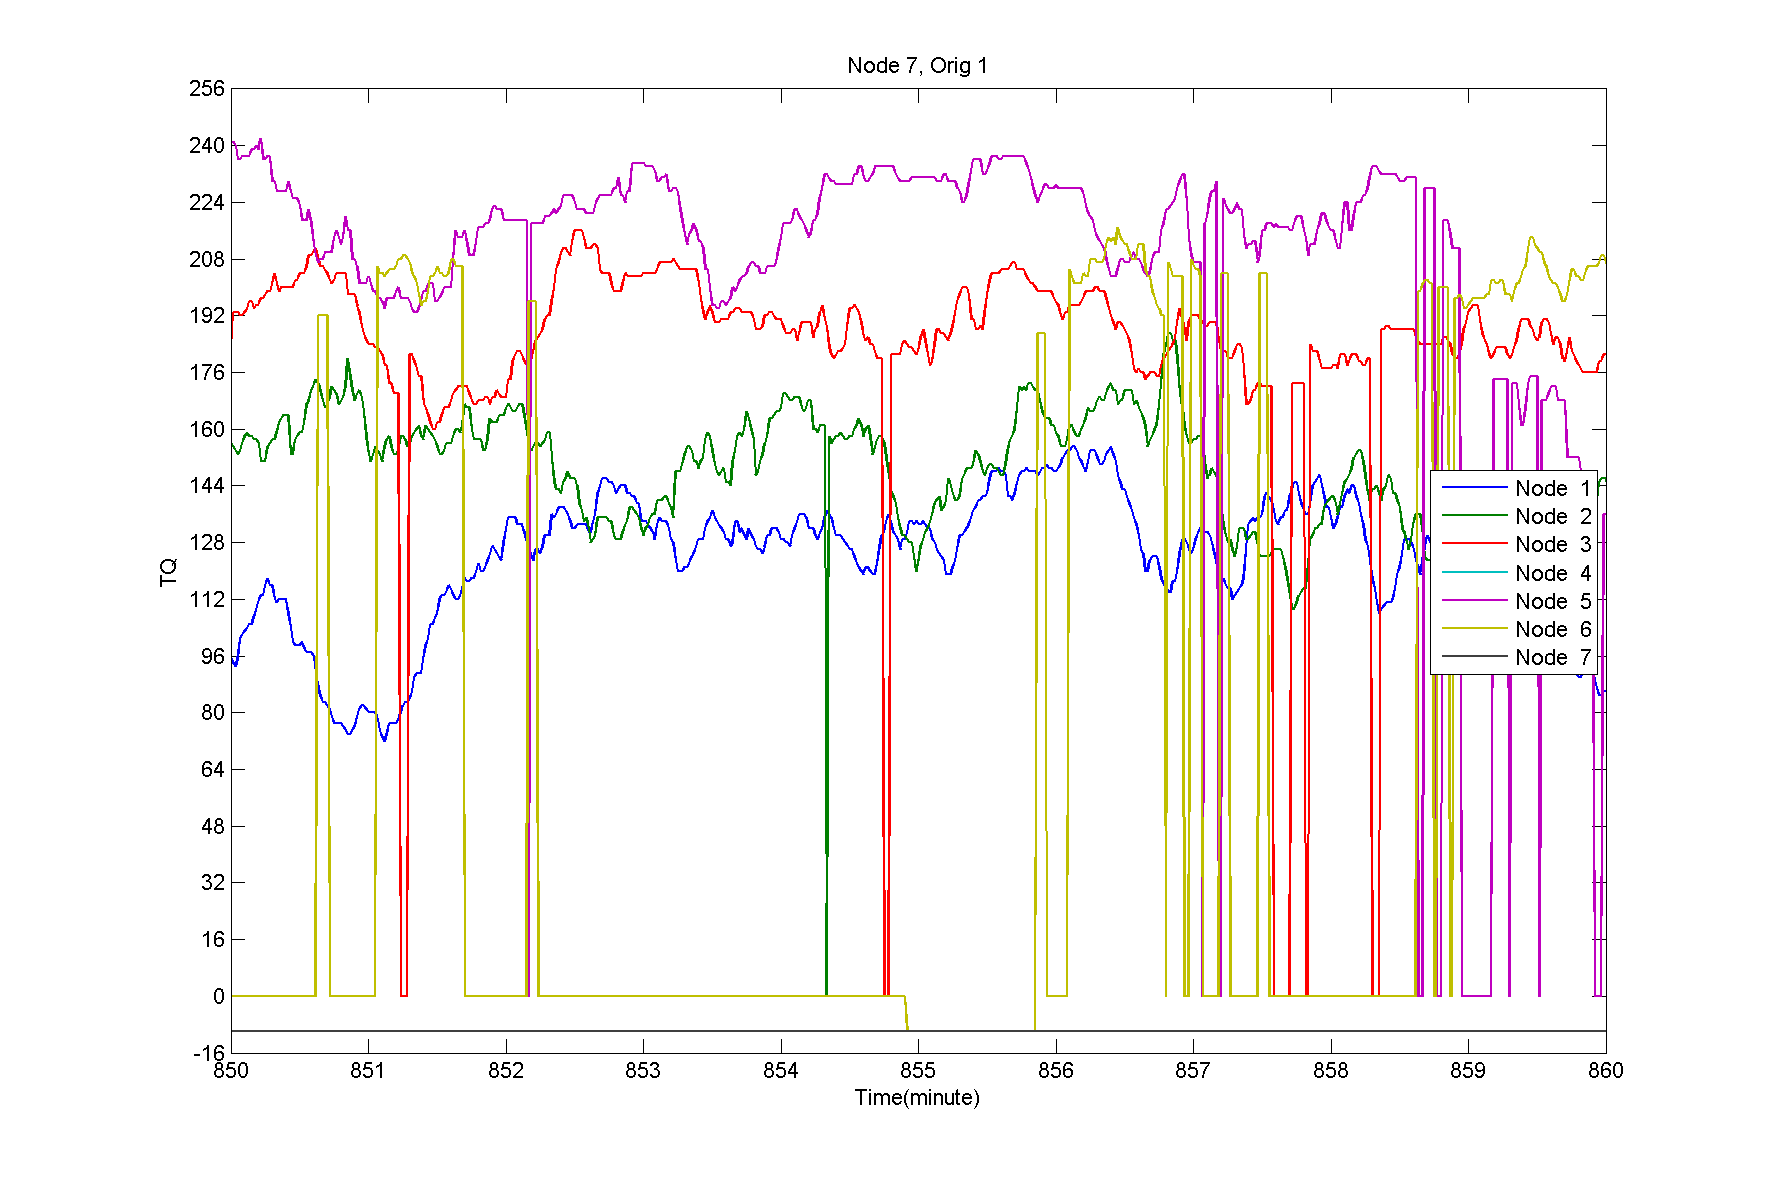 Node 7, Orig 1
256
240
224
208
192
176
160
144
128
112
96
80
64
48
32
16
0
-16
TQ
850 851 852 853 854 855 856 857 858 859 860
Time(minute)
Node 1
Node 2
Node 3
Node 4
Node 5
Node 6
Node 7